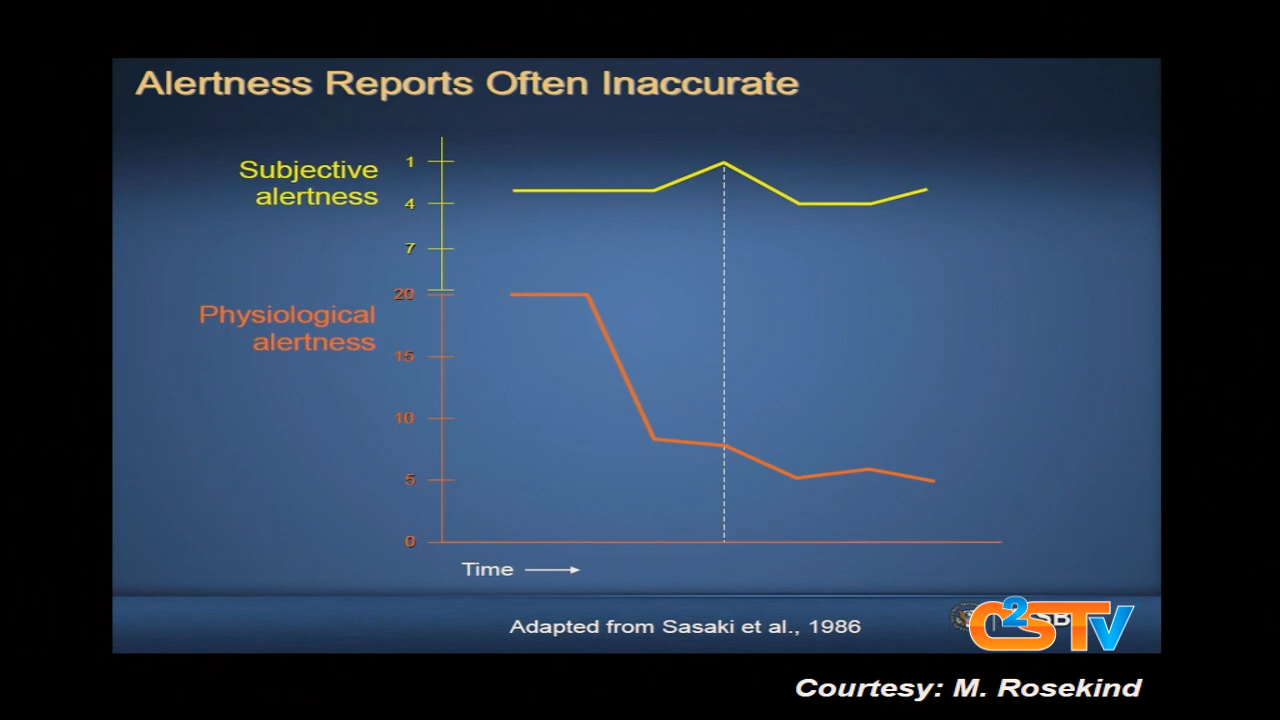 Alertness Reports Often Inaccurate
Subjective
alertness
1
4
7
Physiological
alertness
20
15
10
5
0
Time
Adapted from Sasaki et al., 1986
C2STV
Courtesy: M. Rosekind